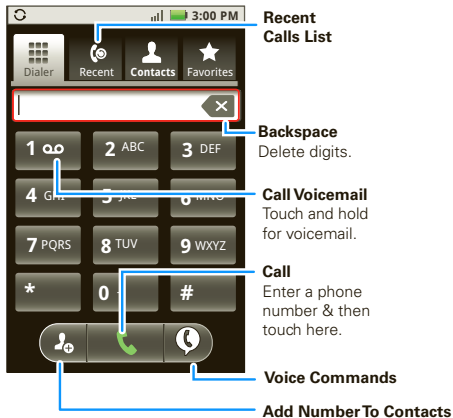 3:00 PM
Dialer Recent Contacts Favorites
1 2 ABC 3 DEF
4 5 6
7 PQRS 8 TUV 9 WXYZ
* 0 #
Recent
Calls List
Backspace
Delete digits.
Call Voicemail
Touch and hold
for voicemail.
Call
Enter a phone
number & then
touch here.
Voice Commands
Add Number To Contacts